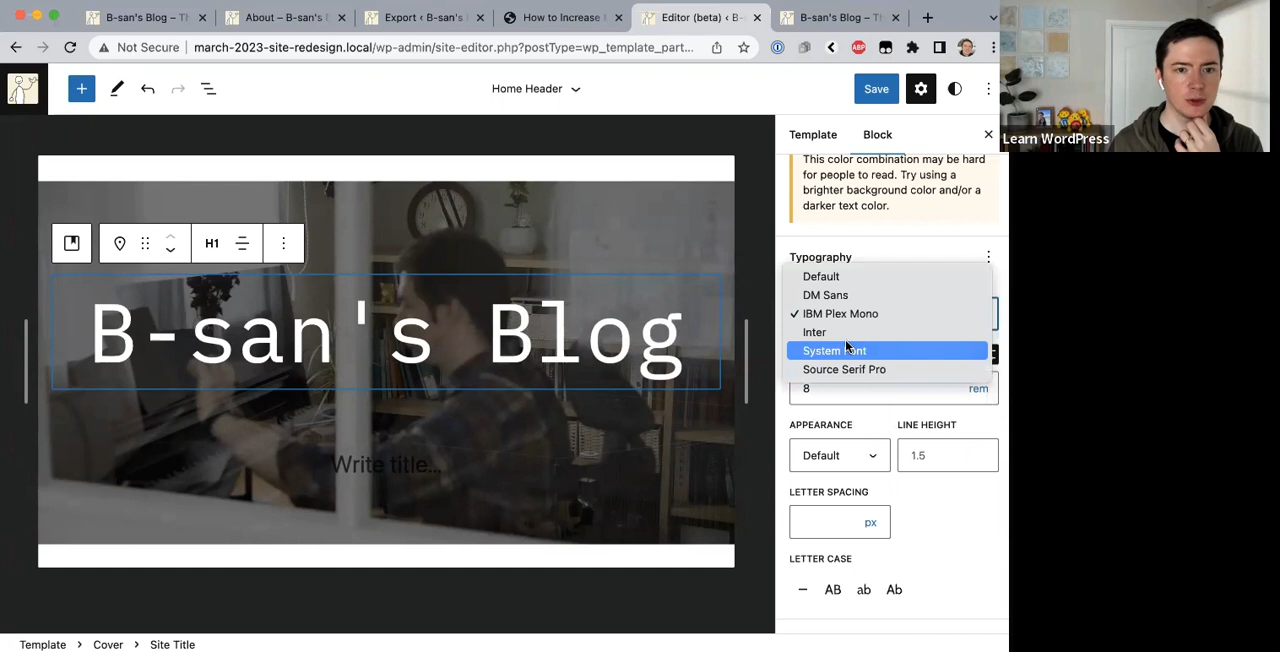 B-san's Blog – Th
About – B-san's B
Export ‹ B-san's B
How to Increase M
Editor (beta) ‹ B-
B-san's Blog – Th
Not Secure
march-2023-site-redesign.local/wp-admin/site-editor.php?postType=wp_template_part...
ABP
Home Header
Save
Learn WordPress
Template
Block
This color combination may be hard
for people to read. Try using a
brighter background color and/or a
darker text color.
Typography
Default
DM Sans
✓ IBM Plex Mono
Inter
System Font
Source Serif Pro
8
rem
APPEARANCE
LINE HEIGHT
Default
1.5
LETTER SPACING
px
LETTER CASE
–
AB
ab
Ab
H1
B-san's Blog
Write title...
Template > Cover > Site Title